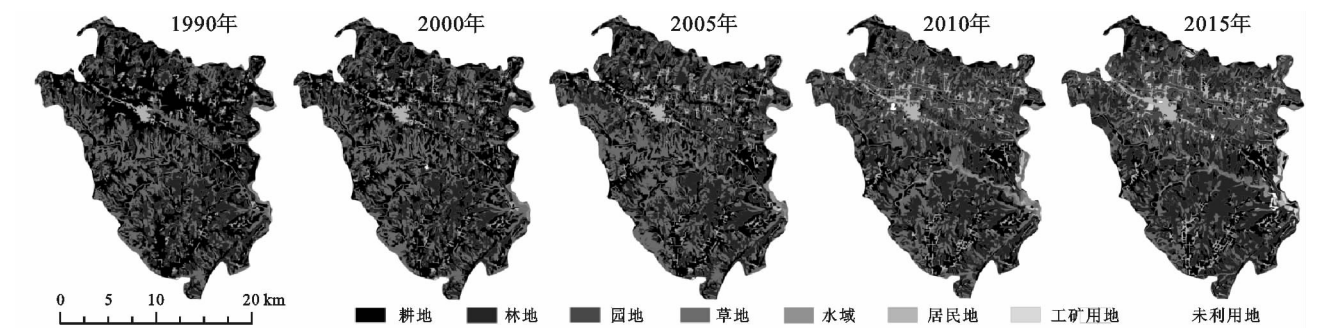 1990年 2000年 2005年 2010年 2015年
0 5 10 20 km
耕地 林地 园地 草地 水域 居民地 工矿用地 未利用地